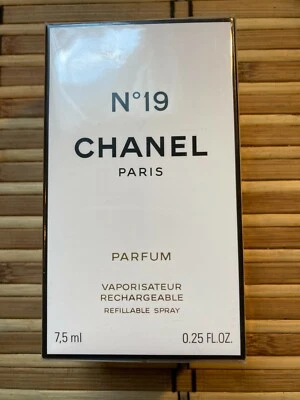 N°19
CHANEL
PARIS
PARFUM
VAPORISATEUR
RECHARGEABLE
REFILLABLE SPRAY
7,5 ml 0.25 FL.OZ.